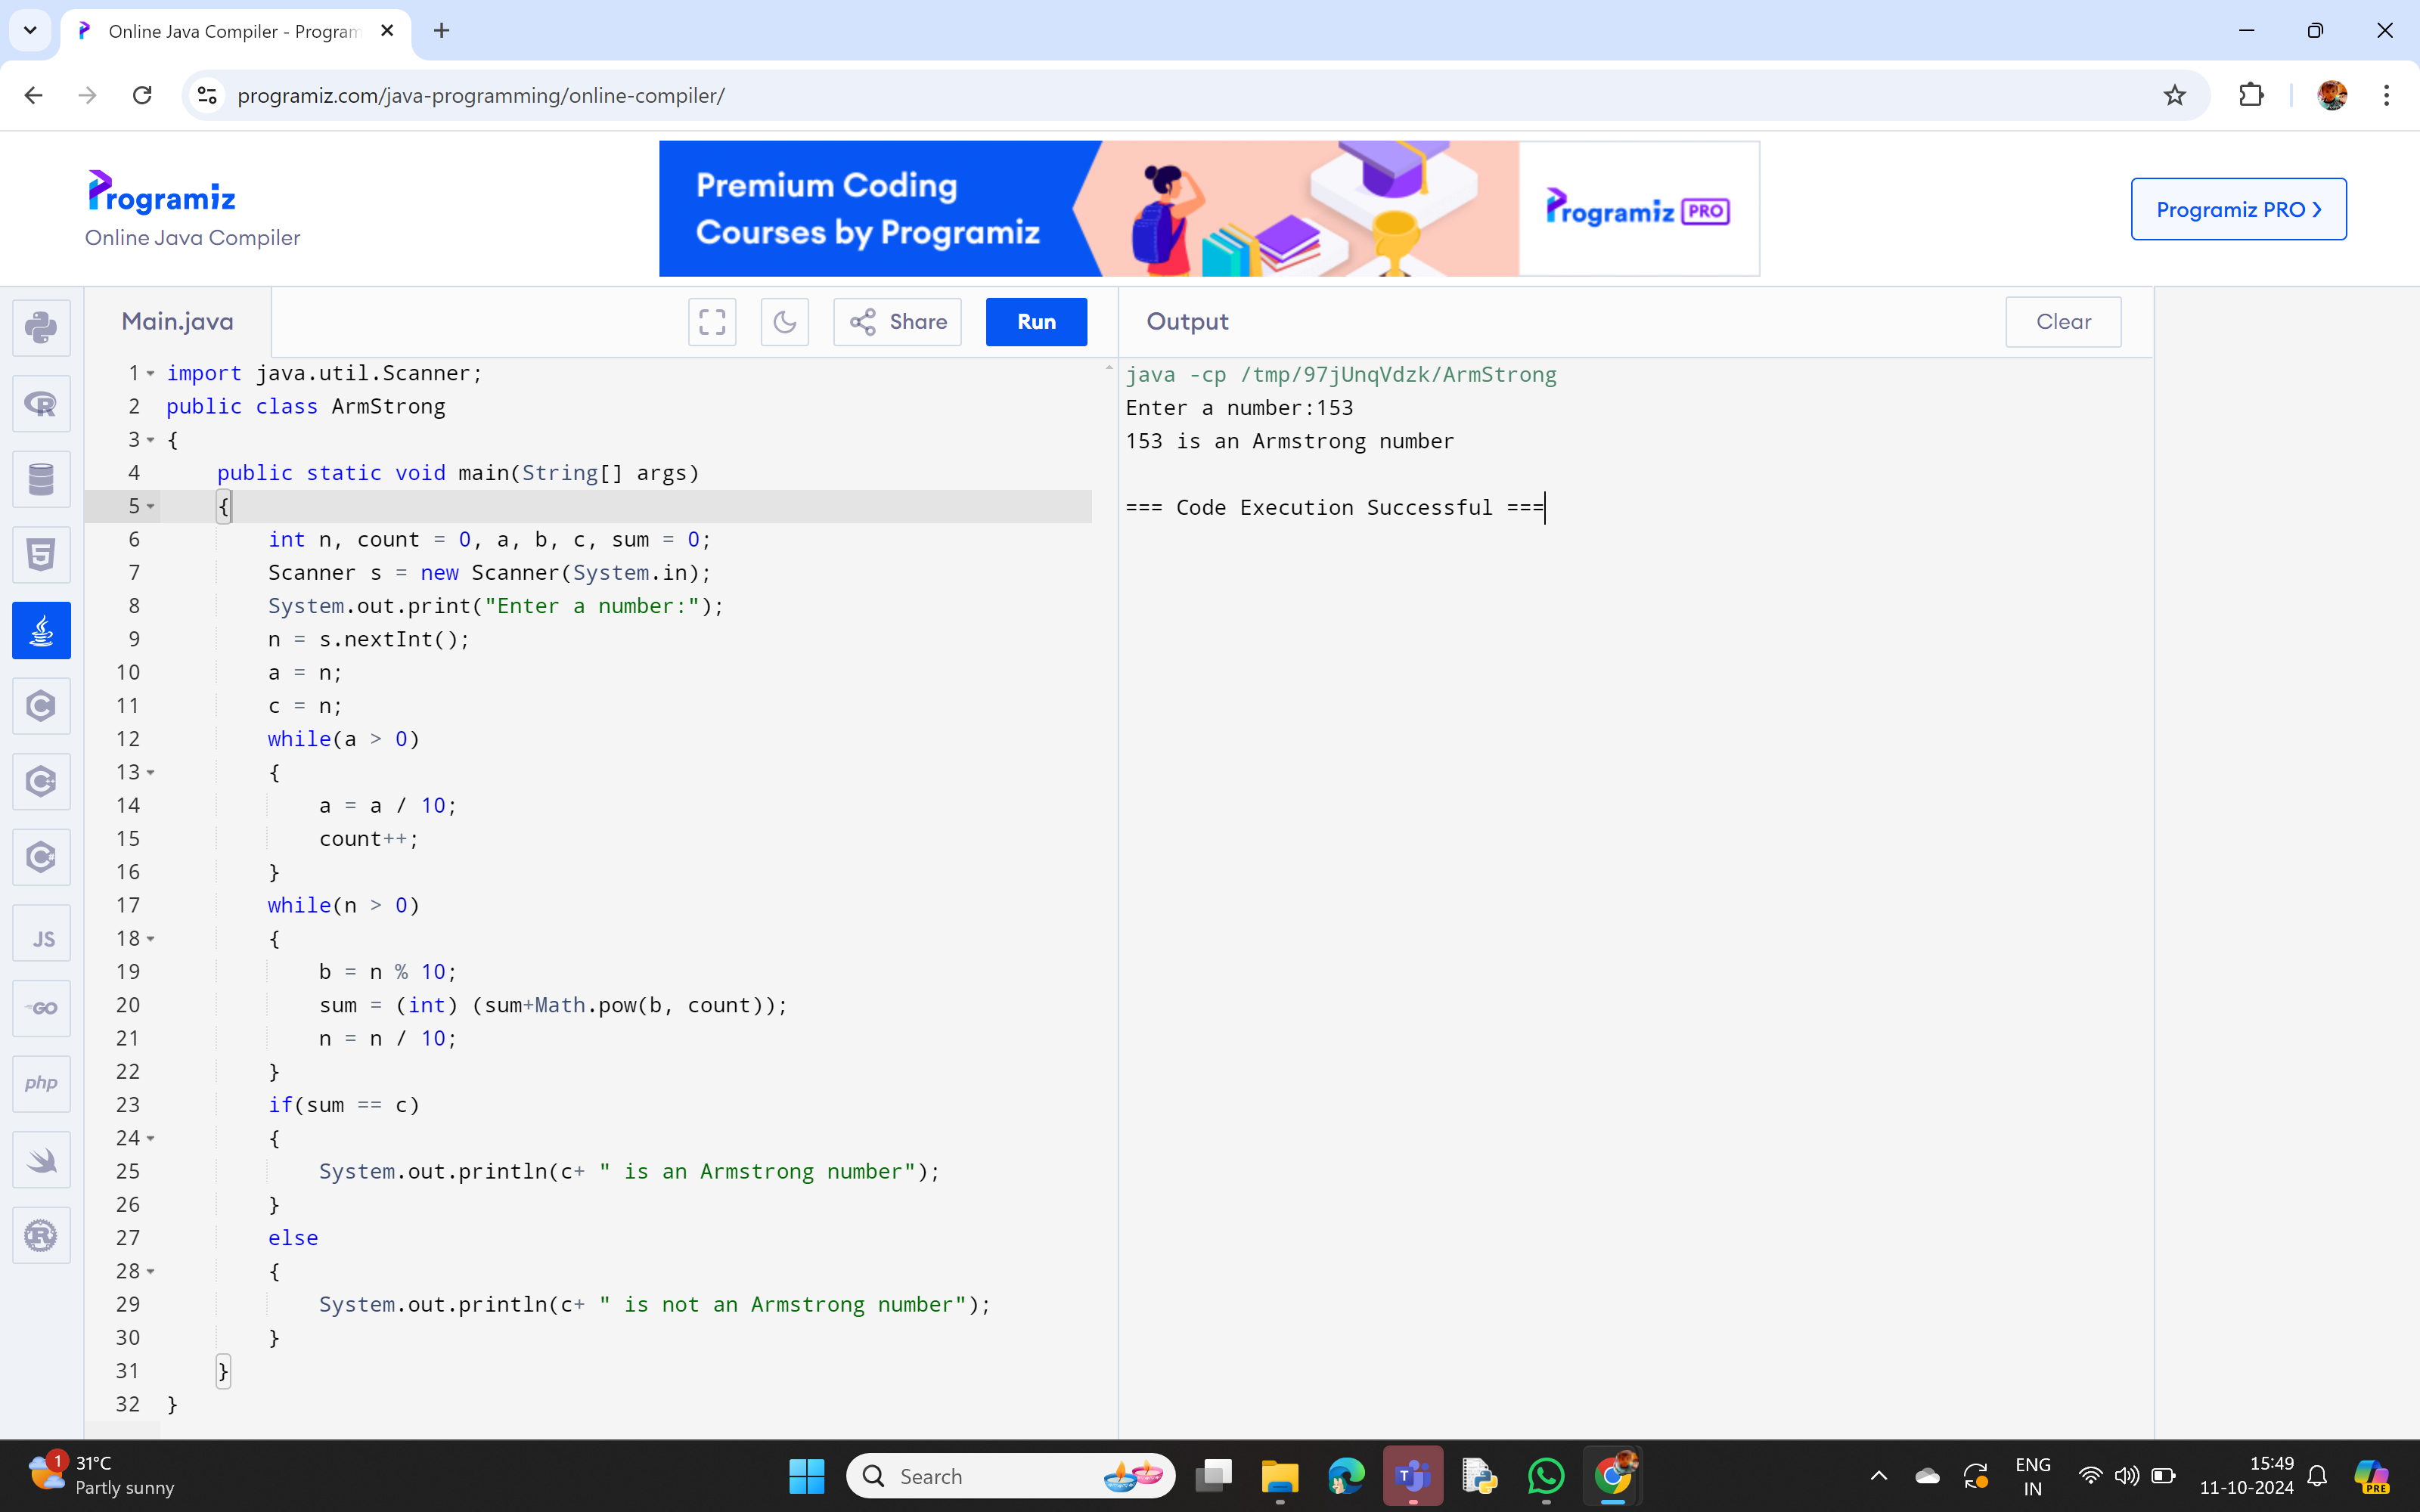 Online Java Compiler - Program
programiz.com/java-programming/online-compiler/
Programiz
Online Java Compiler
Premium Coding
Courses by Programiz
Programiz PRO
Programiz PRO ❯
Main.java
Share
Run
Output
Clear
1 import java.util.Scanner;
2 public class ArmStrong
3 {
4     public static void main(String[] args)
5     {
6         int n, count = 0, a, b, c, sum = 0;
7         Scanner s = new Scanner(System.in);
8         System.out.print("Enter a number:");
9         n = s.nextInt();
10         a = n;
11         c = n;
12         while(a > 0)
13         {
14             a = a / 10;
15             count++;
16         }
17         while(n > 0)
18         {
19             b = n % 10;
20             sum = (int) (sum+Math.pow(b, count));
21             n = n / 10;
22         }
23         if(sum == c)
24         {
25             System.out.println(c+ " is an Armstrong number");
26         }
27         else
28         {
29             System.out.println(c+ " is not an Armstrong number");
30         }
31     }
32 }
java -cp /tmp/97jUnqVdzk/ArmStrong
Enter a number:153
153 is an Armstrong number
=== Code Execution Successful ===
R
5
C
C
C#
JS
GO
php
R
1
31°C
Partly sunny
Search
T
ENG
IN
15:49
11-10-2024
PRE